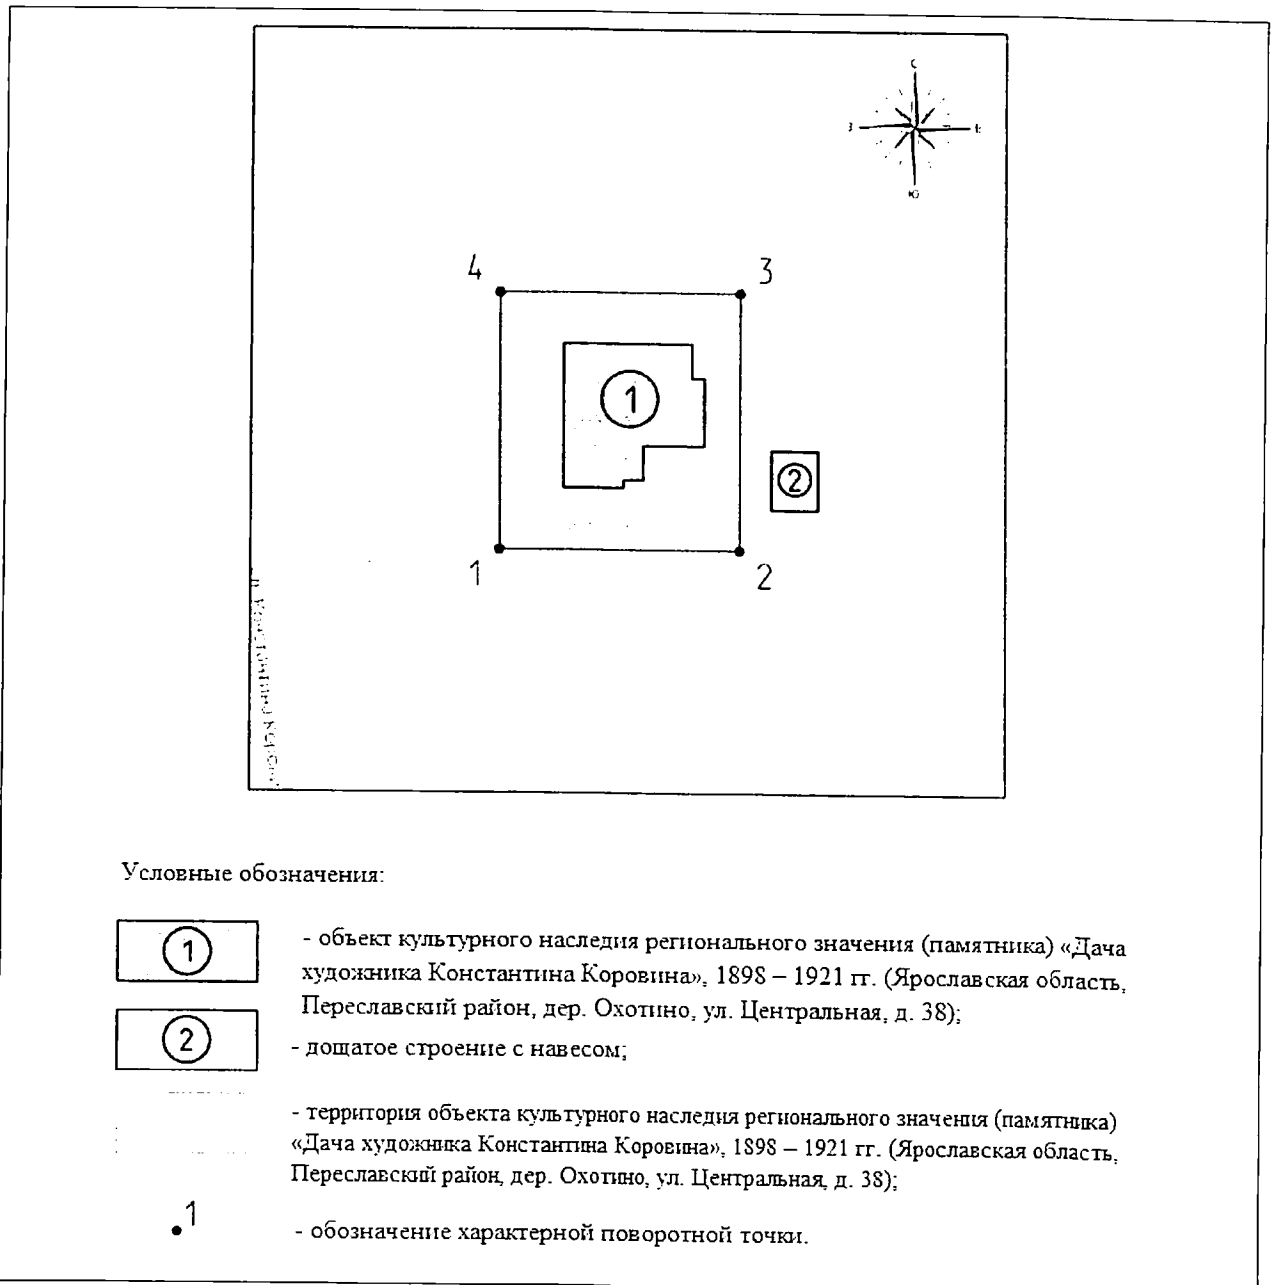 С
З
В
Ю
4
3
1
2
1
2
Условные обозначения:
1
- объект культурного наследия регионального значения (памятника) «Дача
художника Константина Коровина», 1898 – 1921 гг. (Ярославская область,
Переславский район, дер. Охотино, ул. Центральная, д. 38);
2
- дощатое строение с навесом;
- территория объекта культурного наследия регионального значения (памятника)
«Дача художника Константина Коровина», 1898 – 1921 гг. (Ярославская область,
Переславский район, дер. Охотино, ул. Центральная, д. 38);
1
- обозначение характерной поворотной точки.